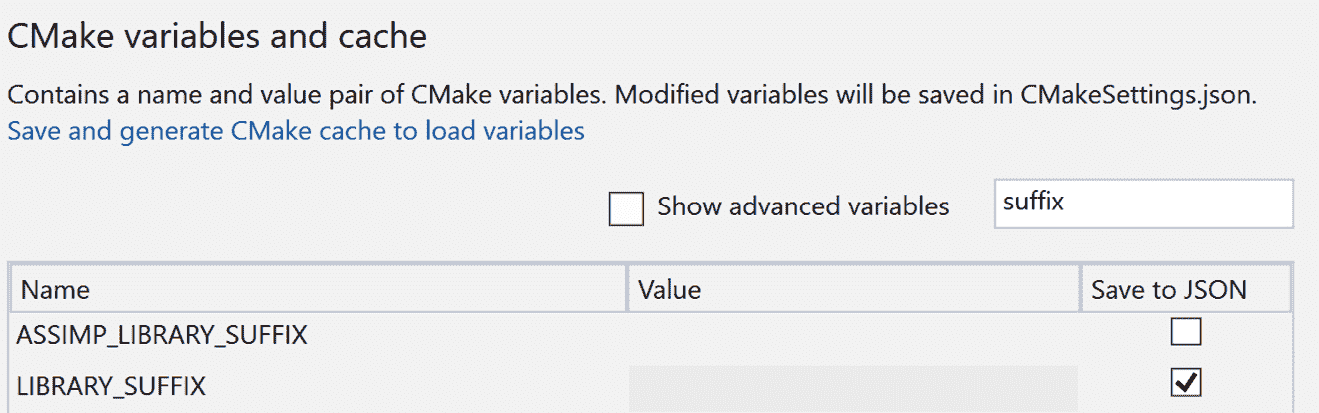 CMake variables and cache
Contains a name and value pair of CMake variables. Modified variables will be saved in CMakeSettings.json.
Save and generate CMake cache to load variables
Show advanced variables suffix
Name Value Save to JSON
ASSIMP_LIBRARY_SUFFIX
LIBRARY_SUFFIX